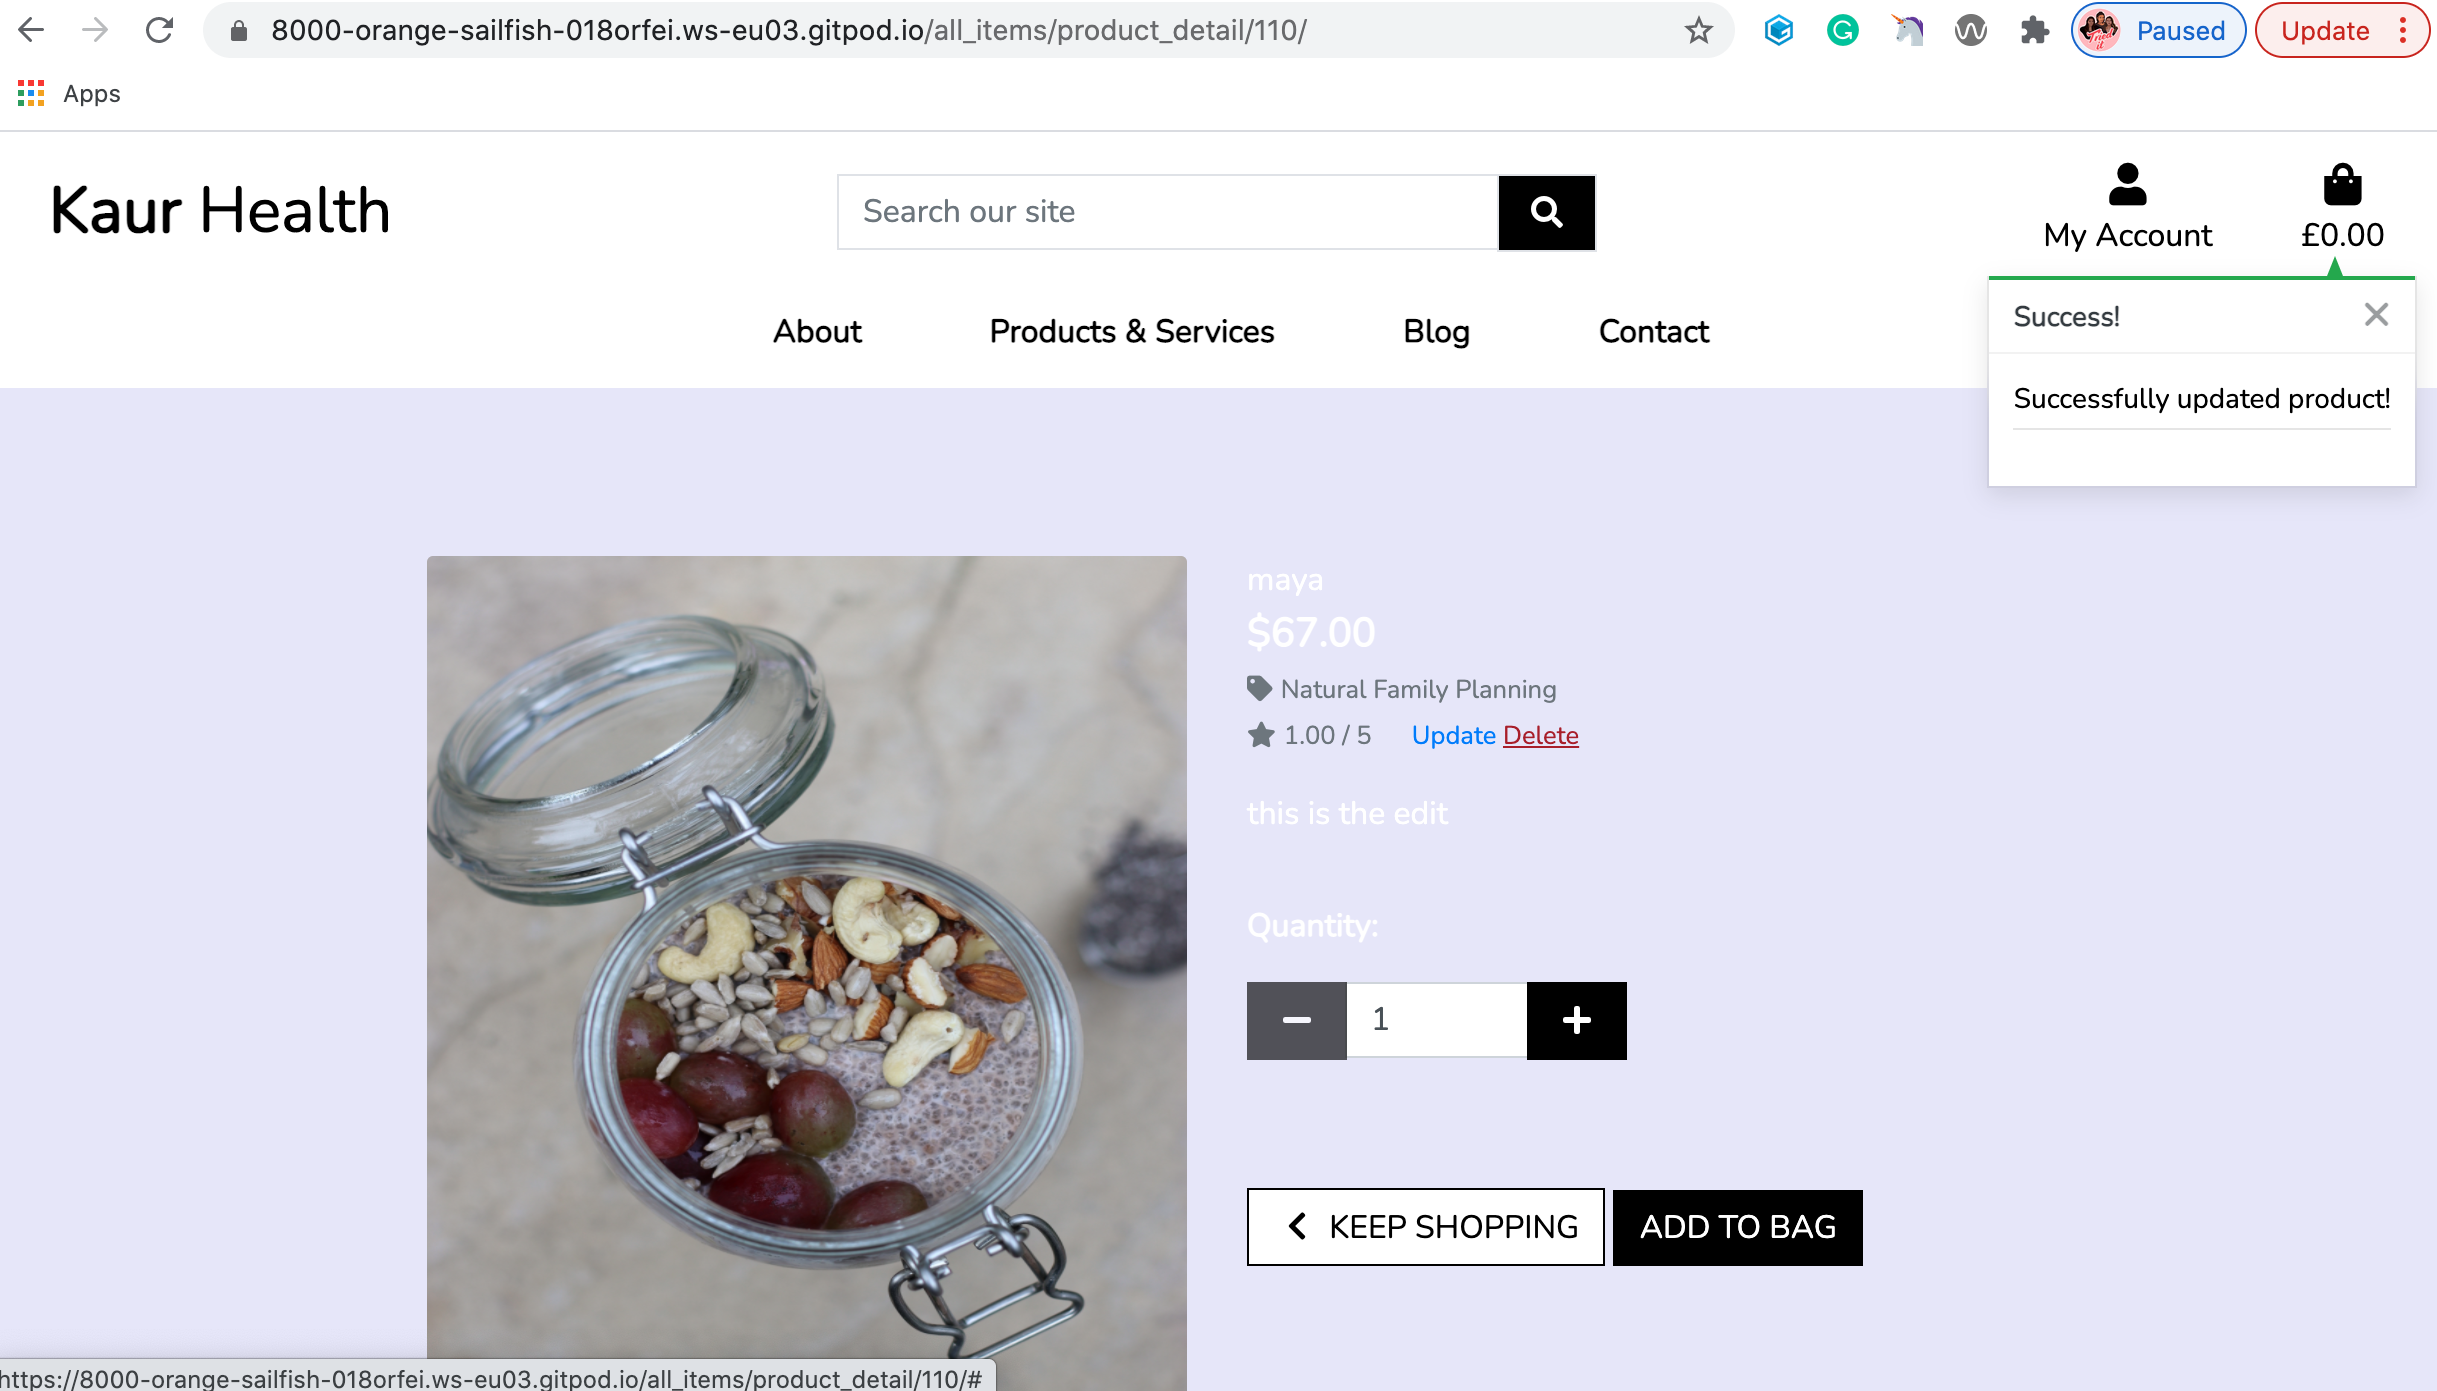 8000-orange-sailfish-018orfei.ws-eu03.gitpod.io/all_items/product_detail/110/
Paused
Update
Apps
Kaur Health
Search our site
My Account
£0.00
About
Products & Services
Blog
Contact
Success!
Successfully updated product!
maya
$67.00
Natural Family Planning
1.00 / 5
Update Delete
this is the edit
Quantity:
1
KEEP SHOPPING
ADD TO BAG
https://8000-orange-sailfish-018orfei.ws-eu03.gitpod.io/all_items/product_detail/110/#